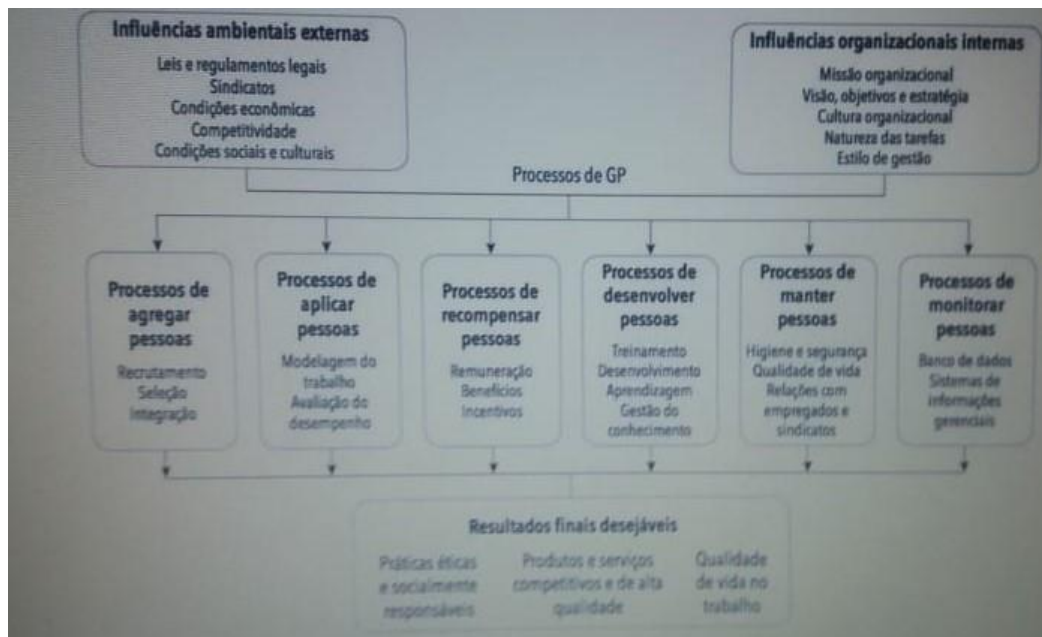 Influências ambientais externas
Leis e regulamentos legais
Sindicatos
Condições econômicas
Competitividade
Condições sociais e culturais
Influências organizacionais internas
Missão organizacional
Visão, objetivos e estratégia
Cultura organizacional
Natureza das tarefas
Estilo de gestão
Processos de GP
Processos de
agregar
pessoas
Recrutamento
Seleção
Integração
Processos de
aplicar
pessoas
Modelagem do
trabalho
Avaliação do
desempenho
Processos de
recompensar
pessoas
Remuneração
Benefícios
Incentivos
Processos de
desenvolver
pessoas
Treinamento
Desenvolvimento
Aprendizagem
Gestão do
conhecimento
Processos de
manter
pessoas
Higiene e segurança
Qualidade de vida
Relações com
empregados e
sindicatos
Processos de
monitorar
pessoas
Banco de dados
Sistemas de
informações
gerenciais
Resultados finais desejáveis
Práticas éticas
e socialmente
responsáveis
Produtos e serviços
competitivos e de alta
qualidade
Qualidade
de vida no
trabalho